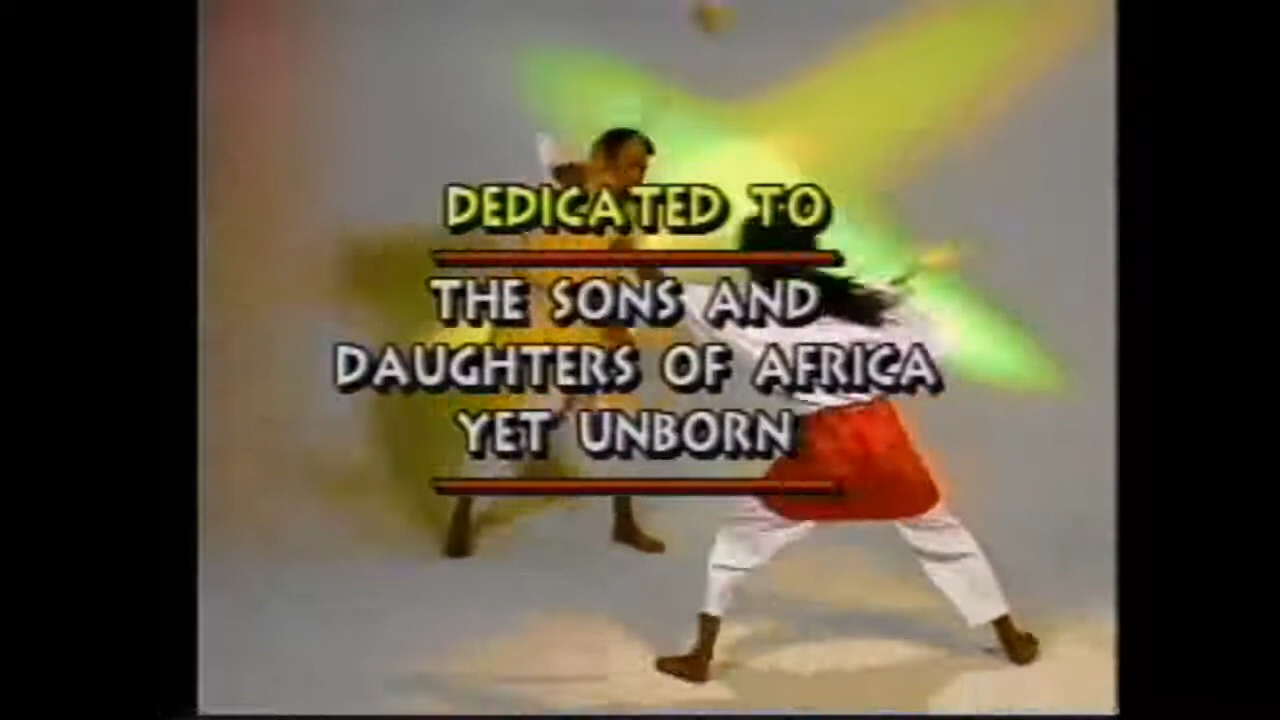 DEDICATED TO
THE SONS AND
DAUGHTERS OF AFRICA
YET UNBORN